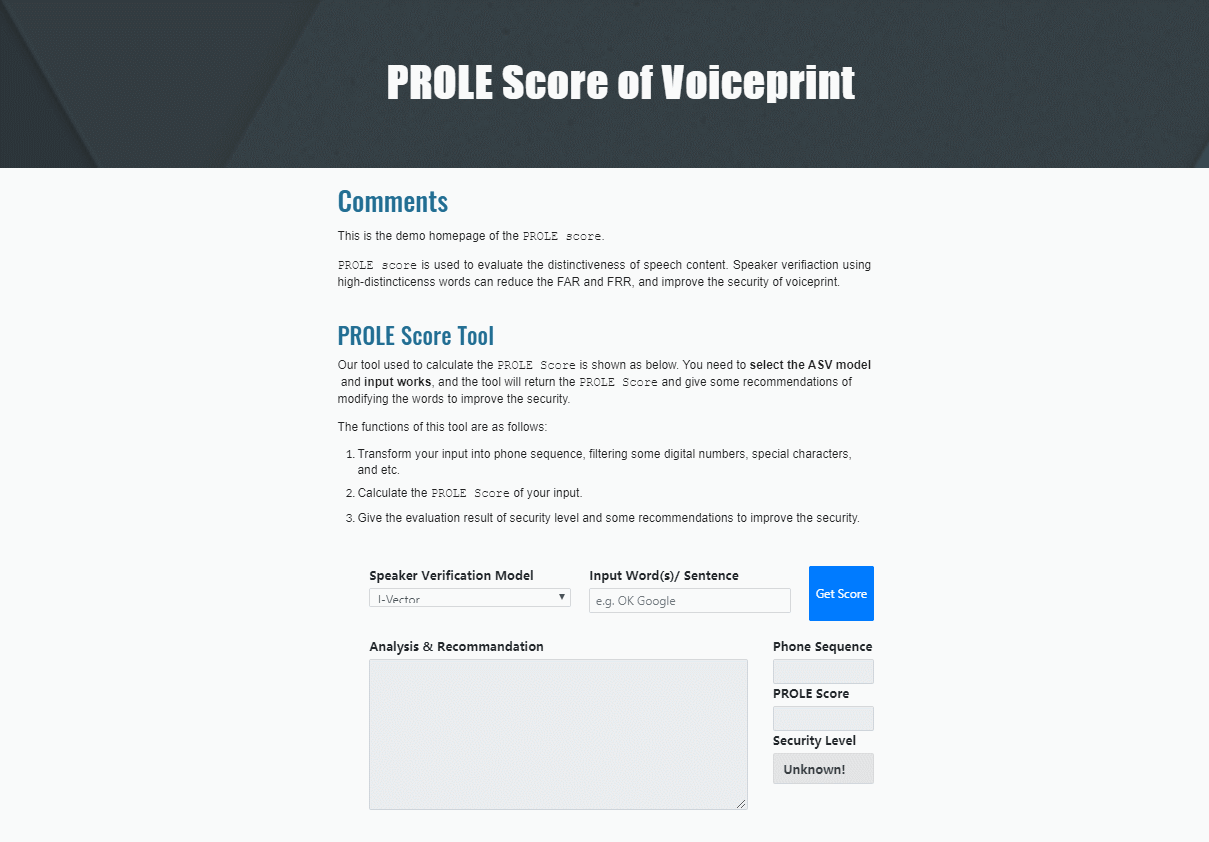 PROLE Score of Voiceprint
Comments
This is the demo homepage of the PROLE score.
PROLE score is used to evaluate the distinctiveness of speech content. Speaker verifiaction using
high-distincticenss words can reduce the FAR and FRR, and improve the security of voiceprint.
PROLE Score Tool
Our tool used to calculate the PROLE Score is shown as below. You need to select the ASV model
and input works, and the tool will return the PROLE Score and give some recommendations of
modifying the words to improve the security.
The functions of this tool are as follows:
1. Transform your input into phone sequence, filtering some digital numbers, special characters,
and etc.
2. Calculate the PROLE Score of your input.
3. Give the evaluation result of security level and some recommendations to improve the security.
Speaker Verification Model
I-Vector
Input Word(s)/ Sentence
e.g. OK Google
Get Score
Analysis & Recommandation
Phone Sequence
PROLE Score
Security Level
Unknown!